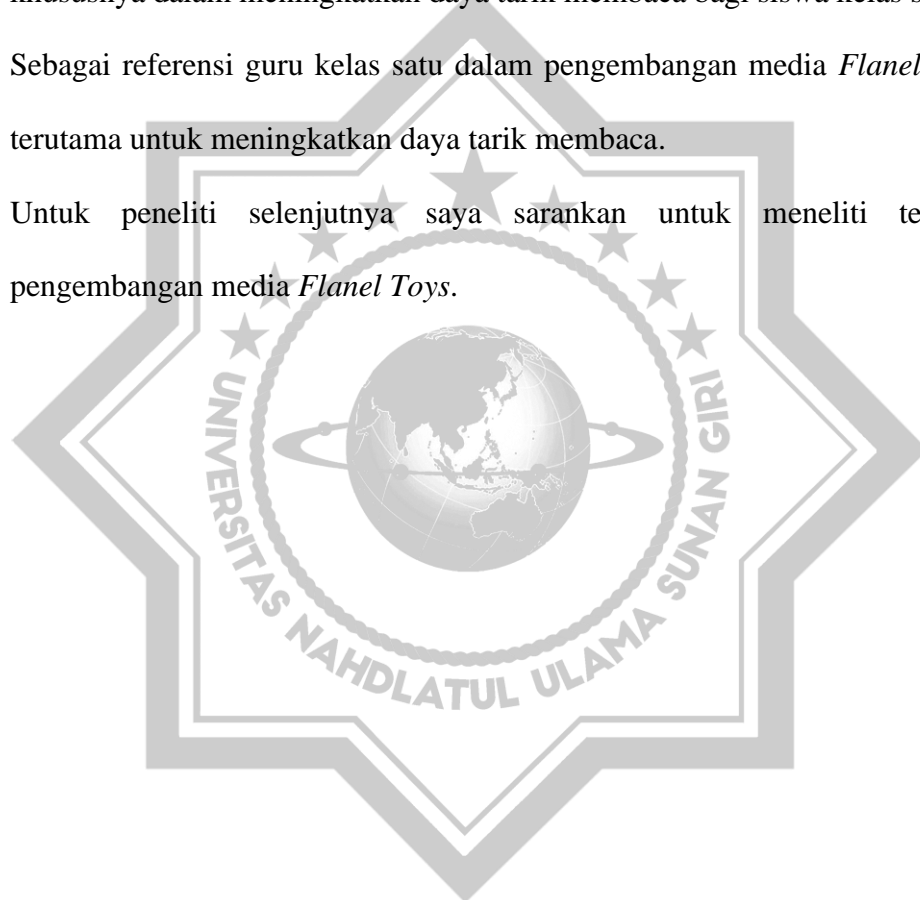 khususnya dalam meningkatkan daya tarik membaca bagi siswa kelas
Sebagai referensi guru kelas satu dalam pengembangan media Flanel
terutama untuk meningkatkan daya tarik membaca.
Untuk peneliti selenjutnya saya sarankan untuk meneliti
pengembangan media Flanel Toys.
UNIVERSITAS NAHDLATUL ULAMA SUNAN GIRI